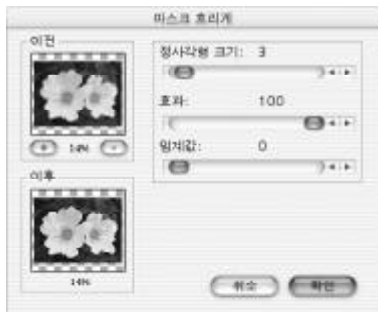 마스크 흐리게
이전
14%
이후
14%
정사각형 크기: 3
효과: 100
임계값: 0
취소 확인